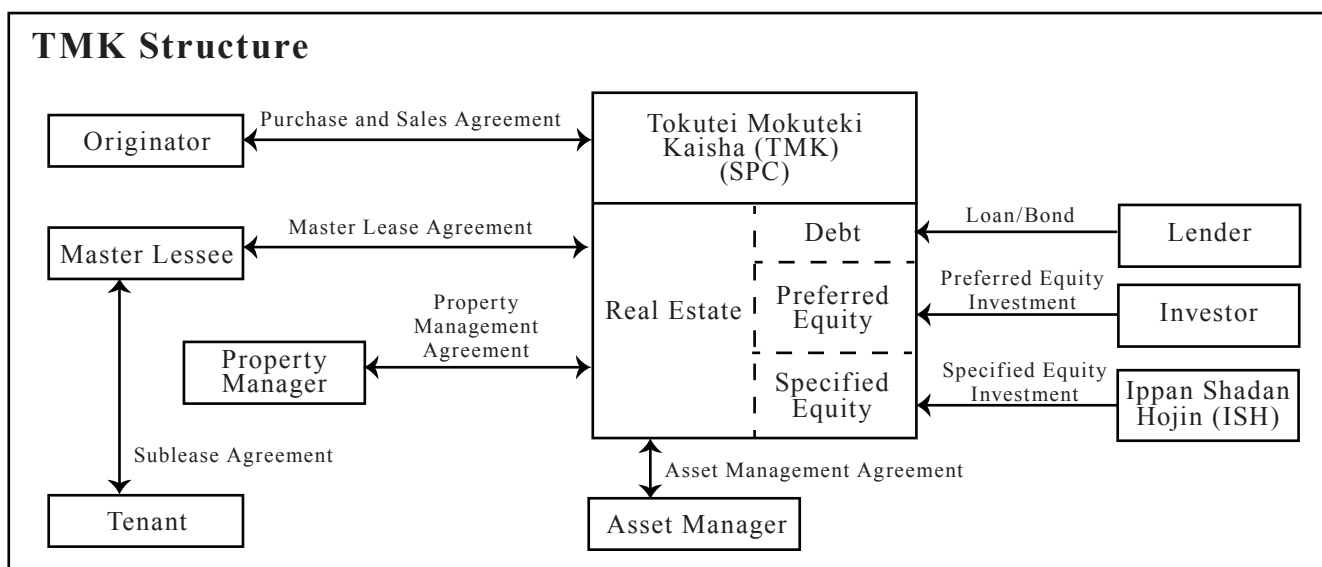 TMK Structure
Originator
Purchase and Sales Agreement
Tokutei Mokuteki
Kaisha (TMK)
(SPC)
Master Lessee
Master Lease Agreement
Real Estate
Debt
Loan/Bond
Lender
Preferred
Equity
Preferred Equity
Investment
Investor
Property
Manager
Property
Management
Agreement
Specified
Equity
Specified Equity
Investment
Ippan Shadan
Hojin (ISH)
Sublease Agreement
Asset Management Agreement
Tenant
Asset Manager